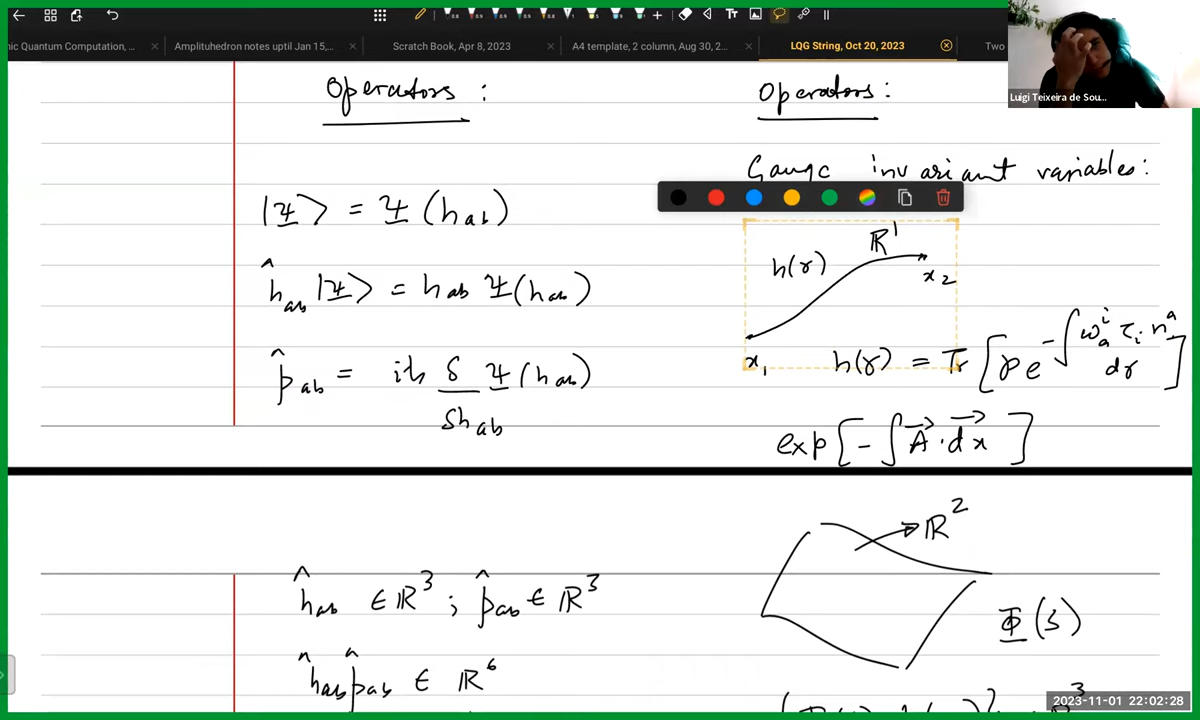 nic Quantum Computation, ...
Amplituhedron notes uptil Jan 15,...
Scratch Book, Apr 8, 2023
A4 template, 2 column, Aug 30, 2...
LQG String, Oct 20, 2023
Two
Luigi Teixeira de Sou...
Operators :
|Ψ> = Ψ (h_ab)
ĥ_ab |Ψ> = h_ab Ψ(h_ab)
p̂_ab = iħ δ/δh_ab Ψ(h_ab)
Operators:
Gauge invariant variables:
h(γ)
ℝ¹
x₂
x₁
h(γ) = Tr [℘ e^{-∫ω_a^i τ_i n^a dγ}]
exp[-∫A⃗·d⃗x]
ĥ_ab ∈ ℝ³ ; p̂_ab ∈ ℝ³
ĥ_ab p̂_ab ∈ ℝ⁶
ℝ²
Φ(S)
2023-11-01 22:02:28